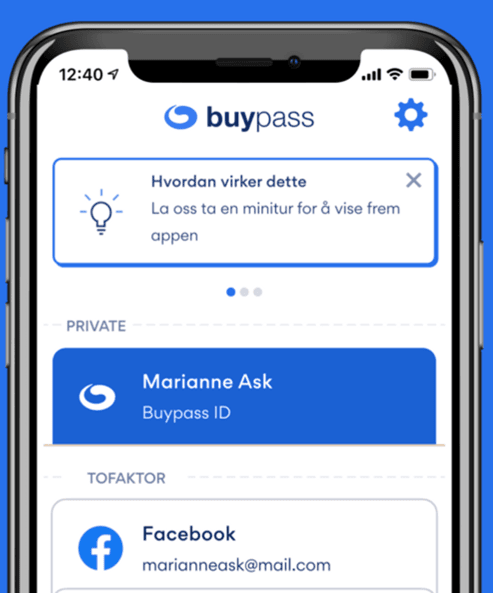 12:40
buypass
Hvordan virker dette
La oss ta en minitur for å vise frem
appen
PRIVATE
Marianne Ask
Buypass ID
TOFAKTOR
Facebook
marianneask@mail.com